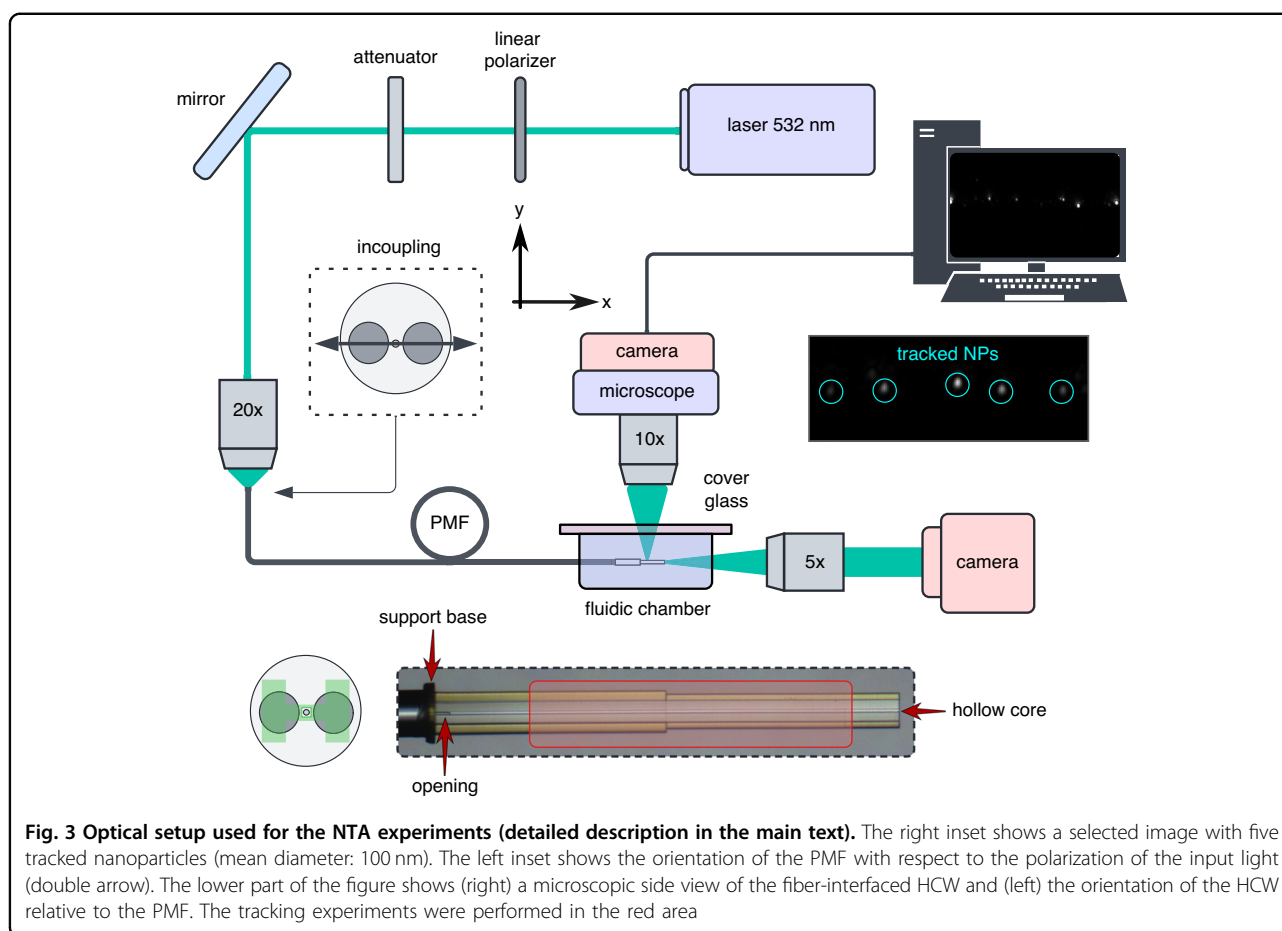 linear
polarizer
attenuator
mirror
laser 532 nm
y
x
incoupling
camera
microscope
10x
20x
tracked NPs
cover
glass
PMF
5x
camera
fluidic chamber
support base
hollow core
opening
Fig. 3 Optical setup used for the NTA experiments (detailed description in the main text). The right inset shows a selected image with five
tracked nanoparticles (mean diameter: 100 nm). The left inset shows the orientation of the PMF with respect to the polarization of the input light
(double arrow). The lower part of the figure shows (right) a microscopic side view of the fiber-interfaced HCW and (left) the orientation of the HCW
relative to the PMF. The tracking experiments were performed in the red area